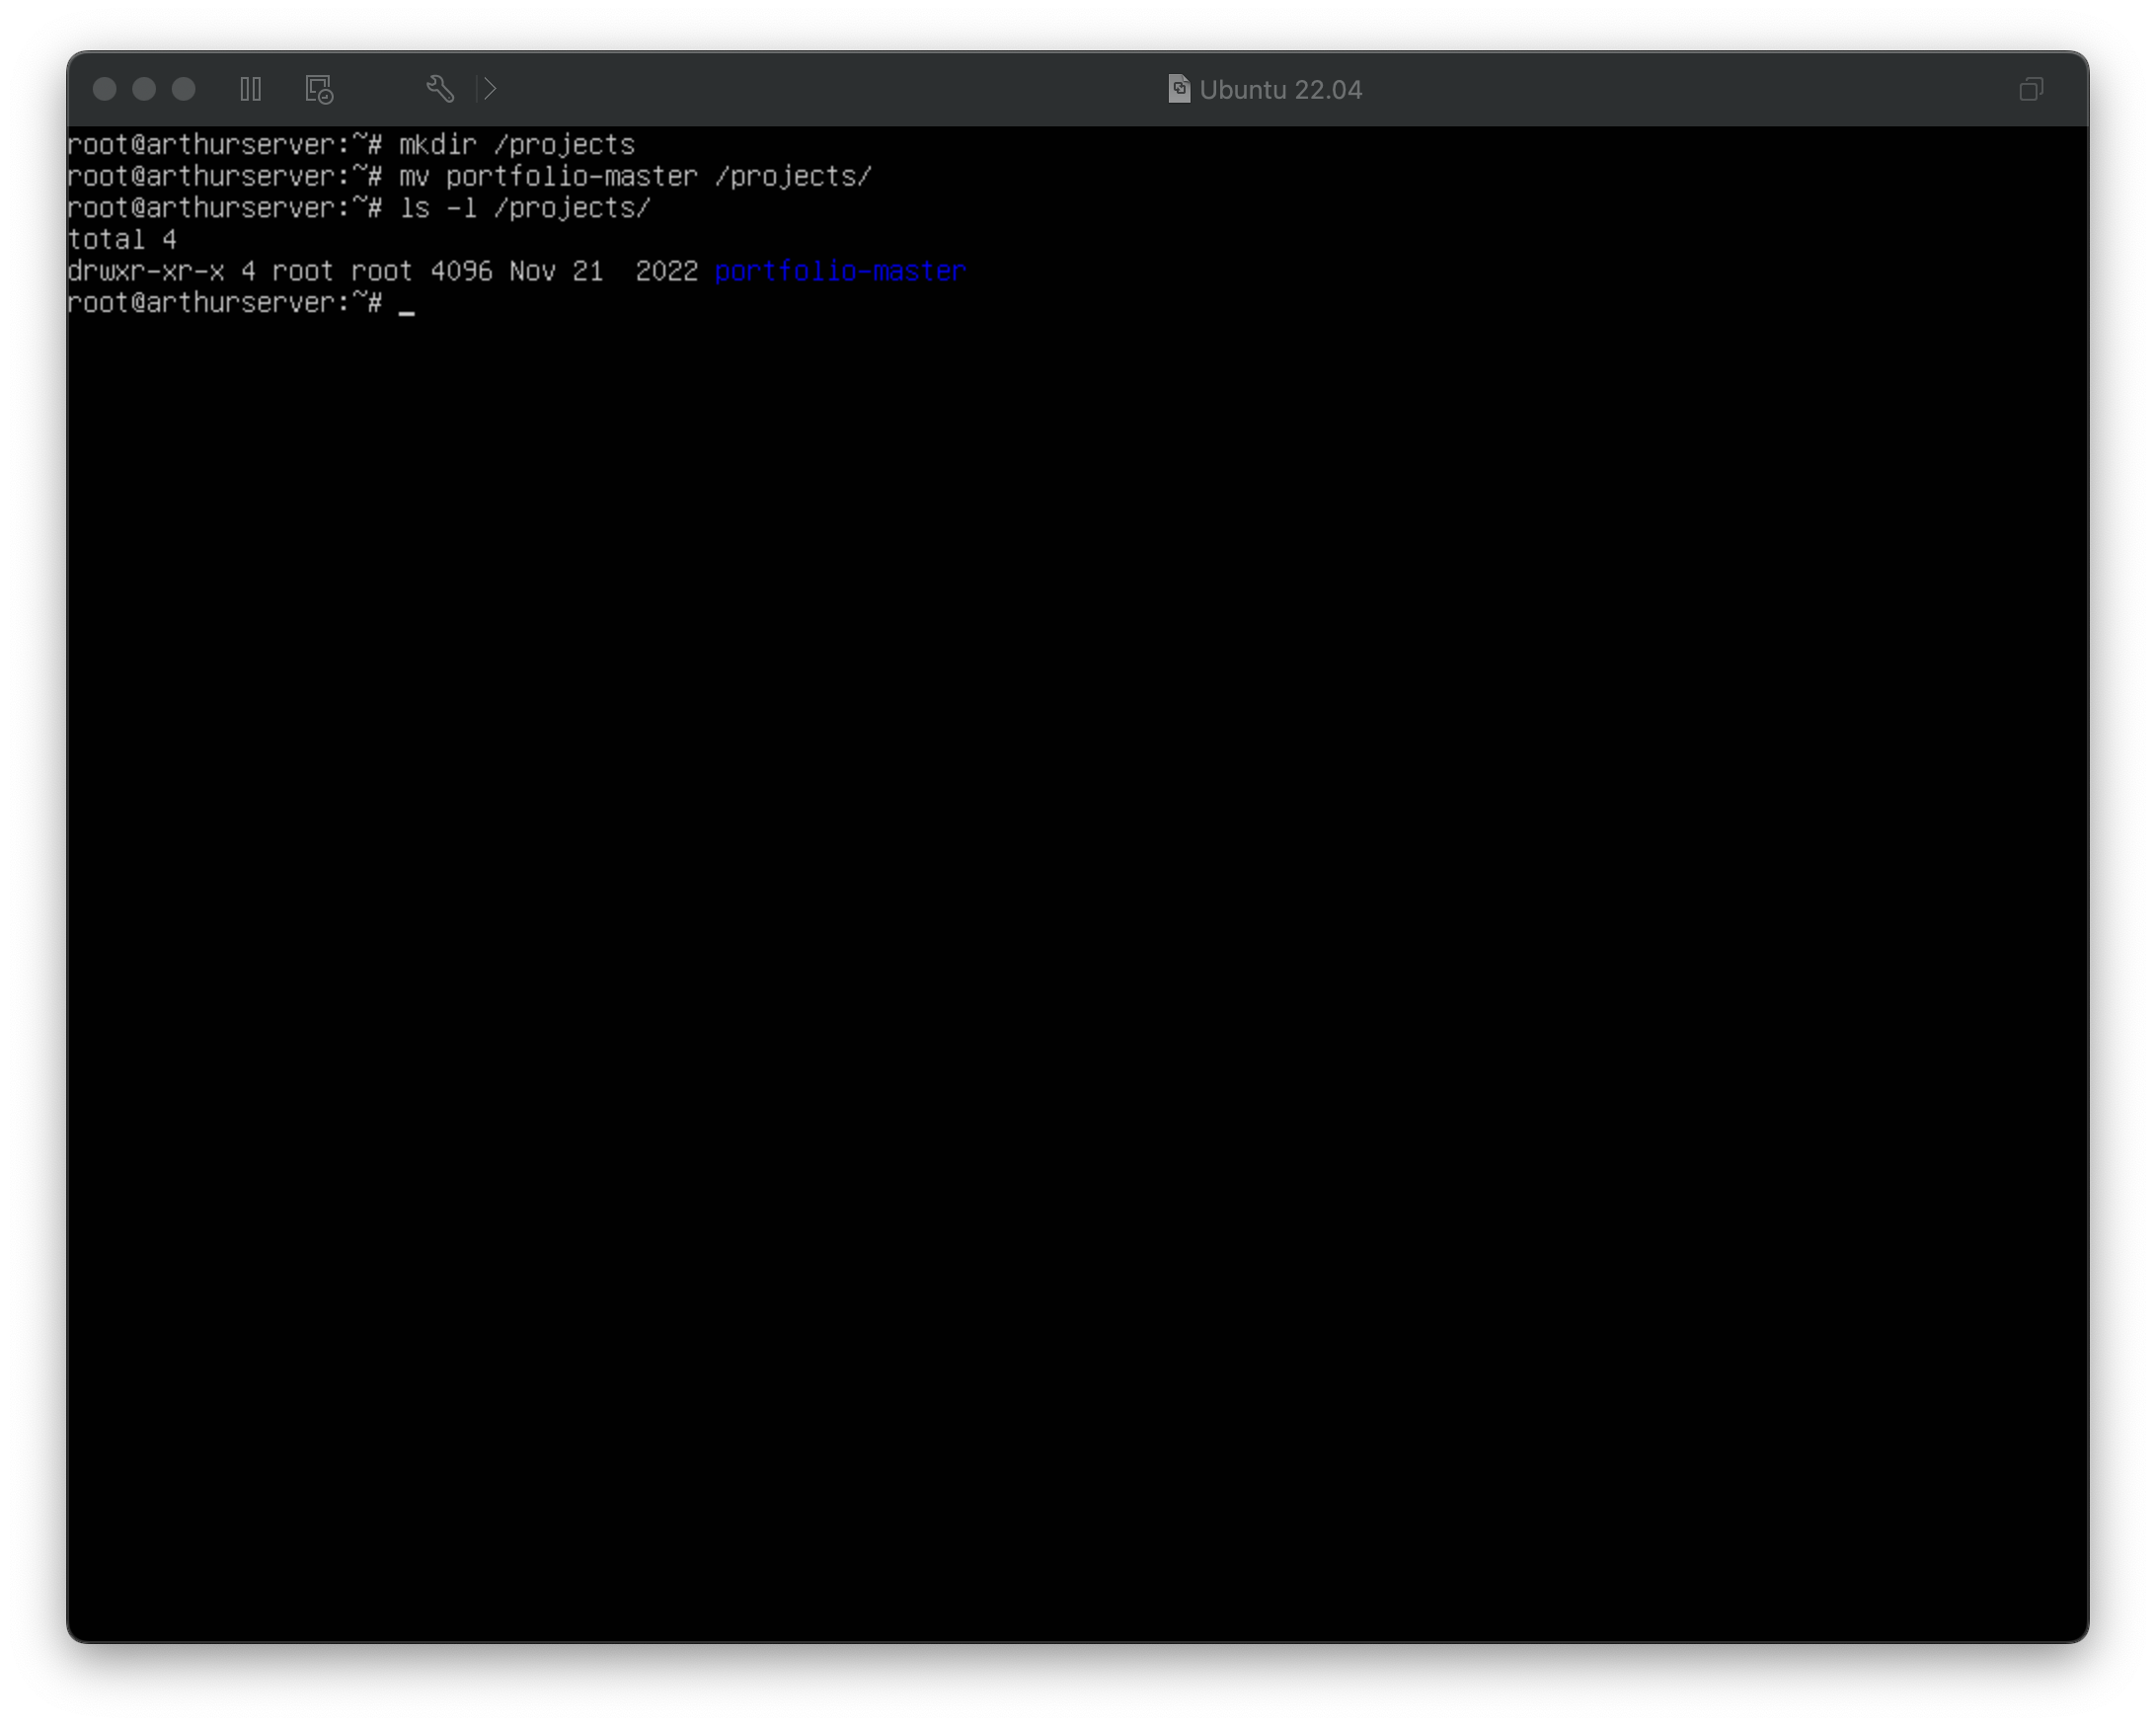 Ubuntu 22.04
root@arthurserver:~# mkdir /projects
root@arthurserver:~# mv portfolio-master /projects/
root@arthurserver:~# ls -l /projects/
total 4
drwxr-xr-x 4 root root 4096 Nov 21  2022 portfolio-master
root@arthurserver:~# _